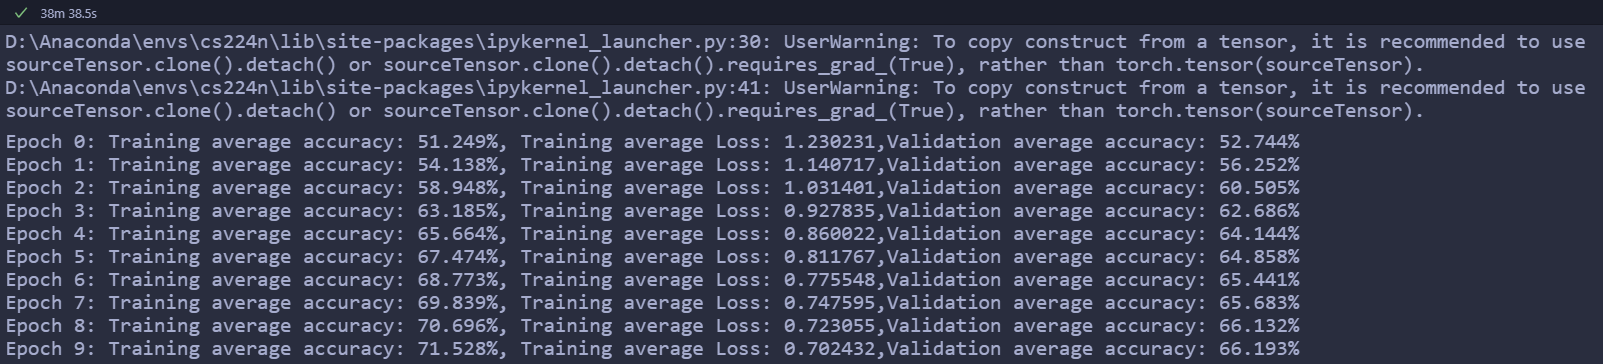 38m 38.5s
D:\Anaconda\envs\cs224n\lib\site-packages\ipykernel_launcher.py:30: UserWarning: To copy construct from a tensor, it is recommended to use
sourceTensor.clone().detach() or sourceTensor.clone().detach().requires_grad_(True), rather than torch.tensor(sourceTensor).
D:\Anaconda\envs\cs224n\lib\site-packages\ipykernel_launcher.py:41: UserWarning: To copy construct from a tensor, it is recommended to use
sourceTensor.clone().detach() or sourceTensor.clone().detach().requires_grad_(True), rather than torch.tensor(sourceTensor).
Epoch 0: Training average accuracy: 51.249%, Training average Loss: 1.230231,Validation average accuracy: 52.744%
Epoch 1: Training average accuracy: 54.138%, Training average Loss: 1.140717,Validation average accuracy: 56.252%
Epoch 2: Training average accuracy: 58.948%, Training average Loss: 1.031401,Validation average accuracy: 60.505%
Epoch 3: Training average accuracy: 63.185%, Training average Loss: 0.927835,Validation average accuracy: 62.686%
Epoch 4: Training average accuracy: 65.664%, Training average Loss: 0.860022,Validation average accuracy: 64.144%
Epoch 5: Training average accuracy: 67.474%, Training average Loss: 0.811767,Validation average accuracy: 64.858%
Epoch 6: Training average accuracy: 68.773%, Training average Loss: 0.775548,Validation average accuracy: 65.441%
Epoch 7: Training average accuracy: 69.839%, Training average Loss: 0.747595,Validation average accuracy: 65.683%
Epoch 8: Training average accuracy: 70.696%, Training average Loss: 0.723055,Validation average accuracy: 66.132%
Epoch 9: Training average accuracy: 71.528%, Training average Loss: 0.702432,Validation average accuracy: 66.193%